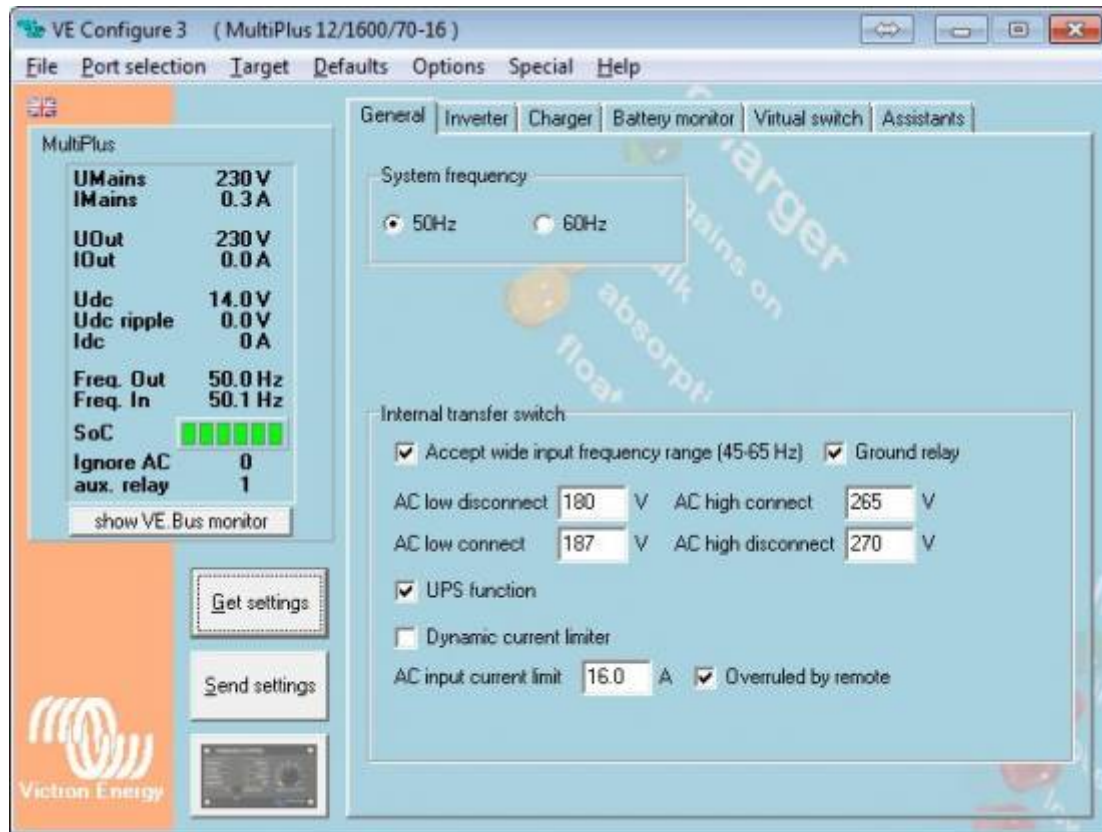 VE Configure 3 ( MultiPlus 12/1600/70-16 )
File Port selection Target Defaults Options Special Help
MultiPlus
UMains 230 V
IMains 0.3 A
UOut 230 V
IOut 0.0 A
Udc 14.0 V
Udc ripple 0.0 V
Idc 0 A
Freq. Out 50.0 Hz
Freq. In 50.1 Hz
SoC
Ignore AC 0
aux. relay 1
show VE.Bus monitor
Get settings
Send settings
Victron Energy
General Inverter Charger Battery monitor Virtual switch Assistants
System frequency
50Hz 60Hz
Internal transfer switch
Accept wide input frequency range (45-65 Hz) Ground relay
AC low disconnect 180 V AC high connect 265 V
AC low connect 187 V AC high disconnect 270 V
UPS function
Dynamic current limiter
AC input current limit 16.0 A Overruled by remote
mains on
absorpti
float